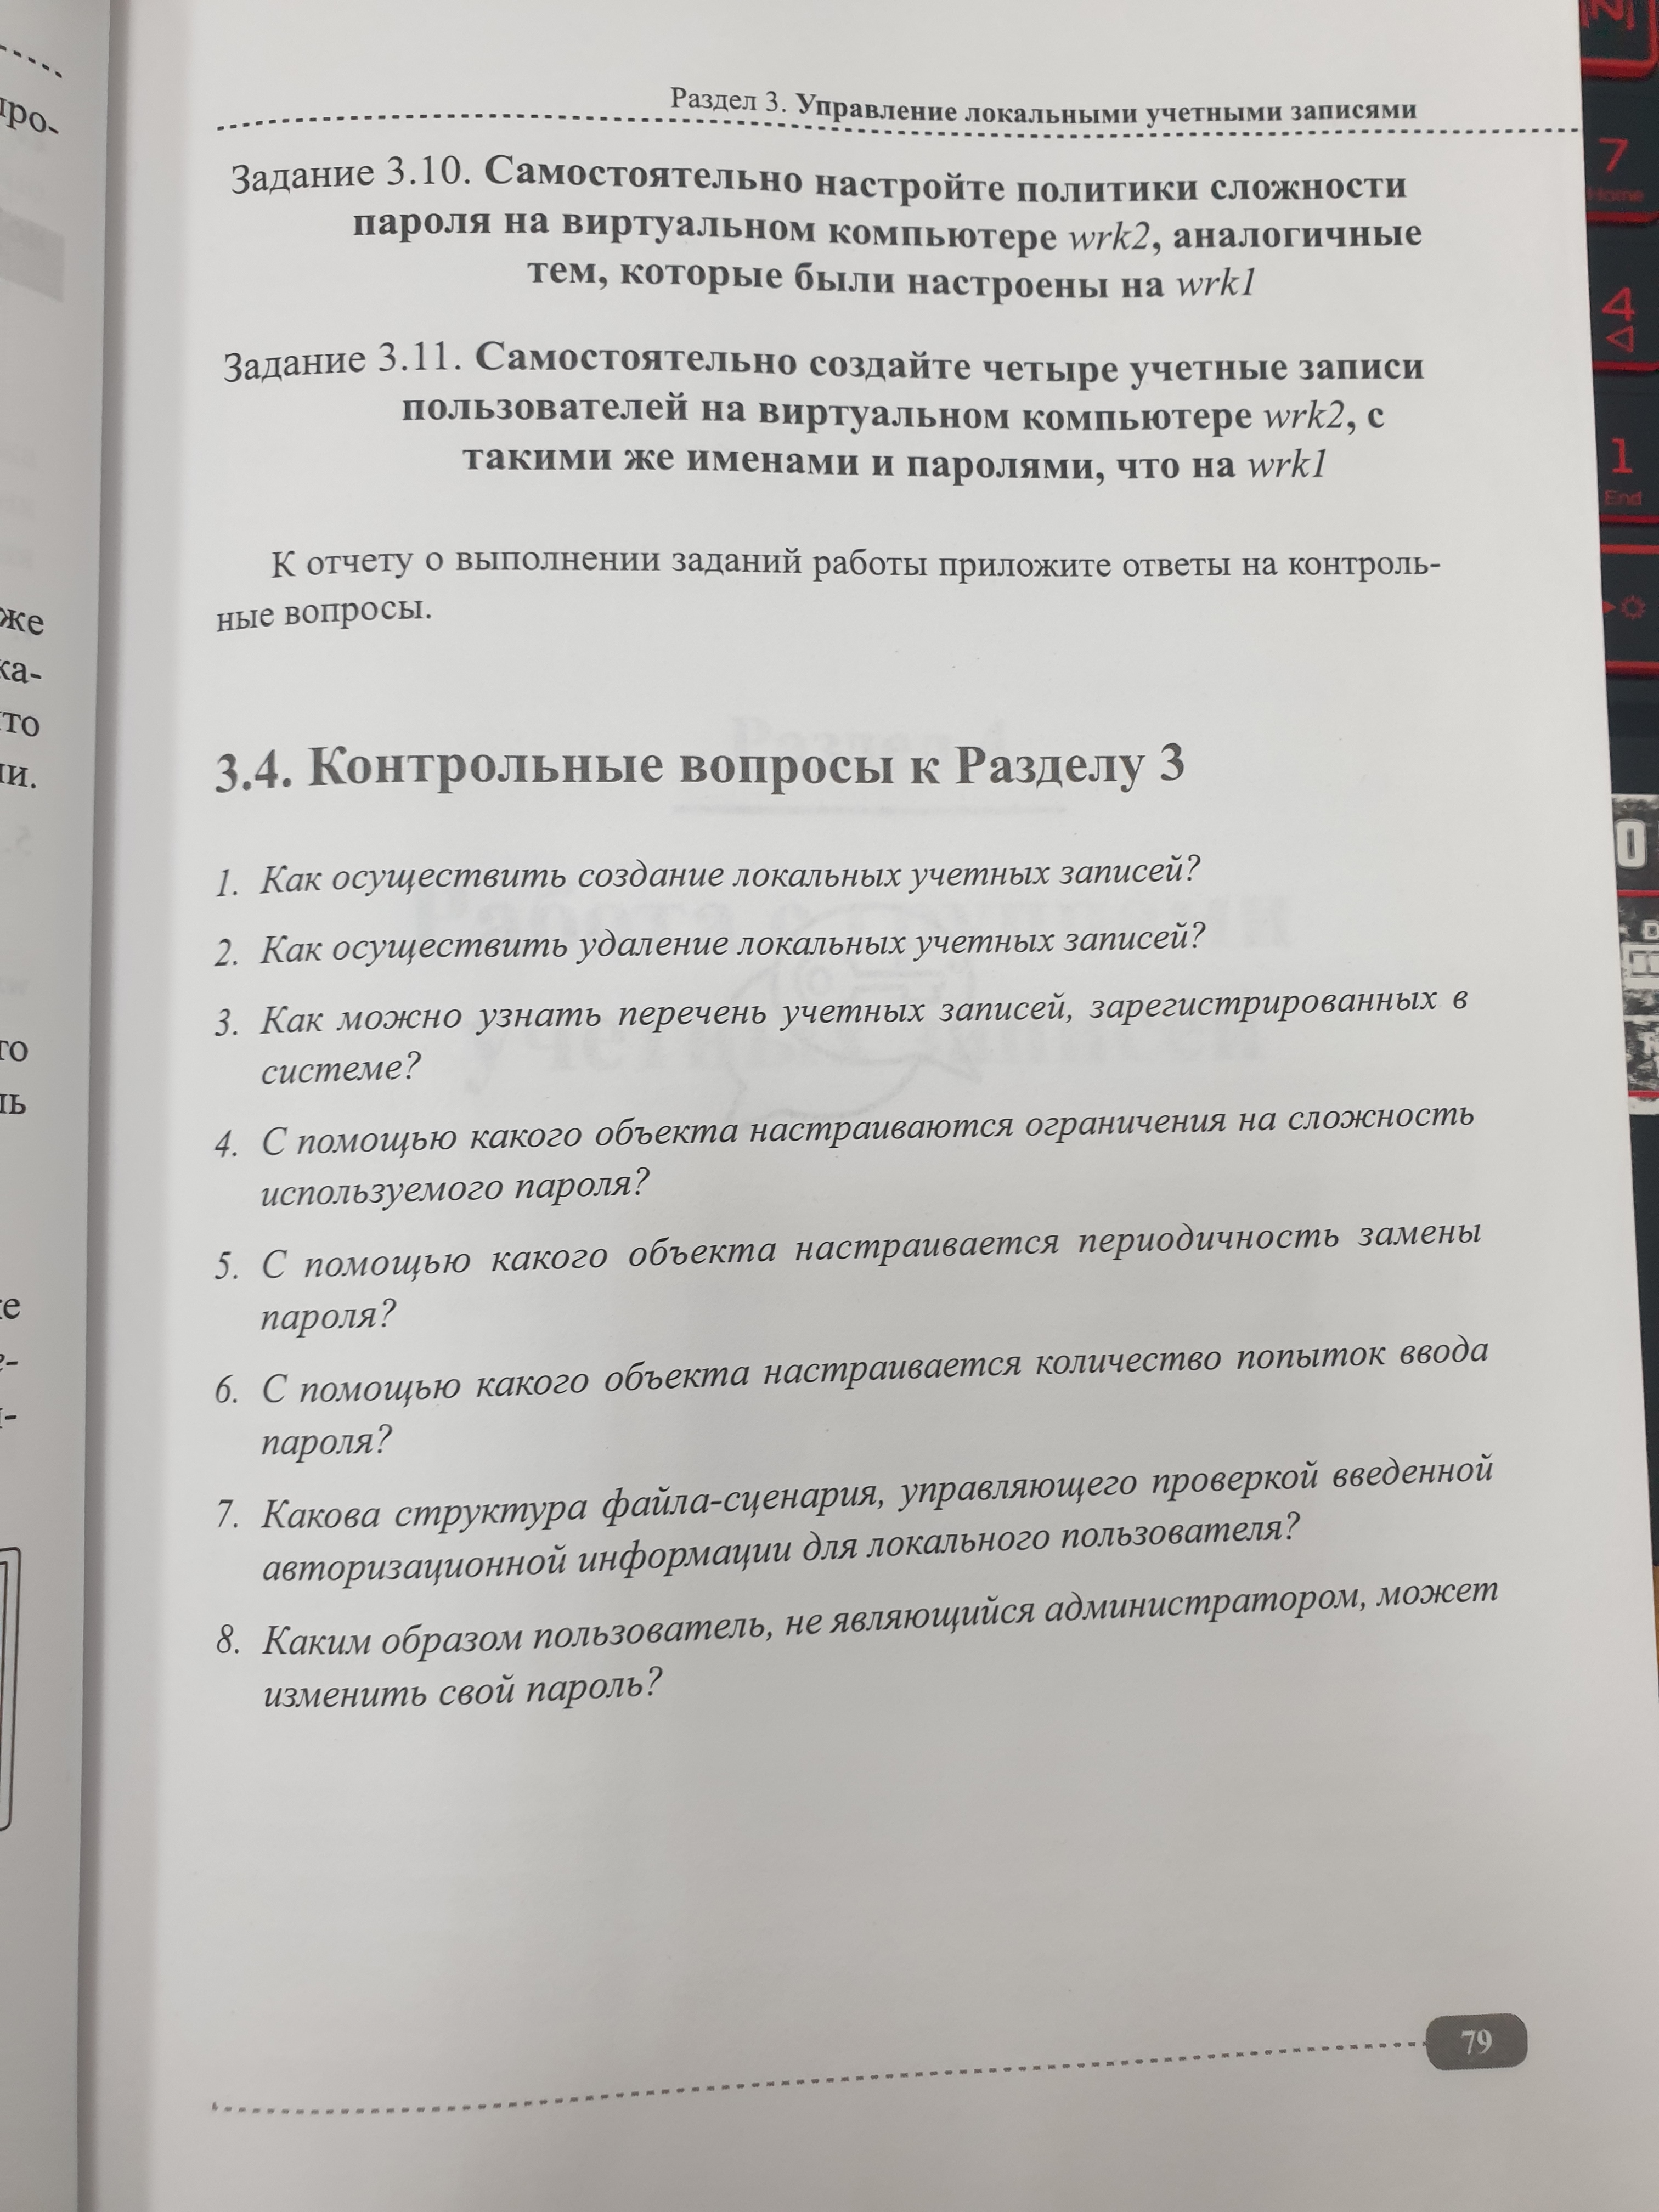 Раздел 3. Управление локальными учетными записями
Задание 3.10. Самостоятельно настройте политики сложности
пароля на виртуальном компьютере wrk2, аналогичные
тем, которые были настроены на wrk1
Задание 3.11. Самостоятельно создайте четыре учетные записи
пользователей на виртуальном компьютере wrk2, с
такими же именами и паролями, что на wrk1
К отчету о выполнении заданий работы приложите ответы на контроль-
ные вопросы.
3.4. Контрольные вопросы к Разделу 3
1. Как осуществить создание локальных учетных записей?
2. Как осуществить удаление локальных учетных записей?
3. Как можно узнать перечень учетных записей, зарегистрированных в
системе?
4. С помощью какого объекта настраиваются ограничения на сложность
используемого пароля?
5. С помощью какого объекта настраивается периодичность замены
пароля?
6. С помощью какого объекта настраивается количество попыток ввода
пароля?
7. Какова структура файла-сценария, управляющего проверкой введенной
авторизационной информации для локального пользователя?
8. Каким образом пользователь, не являющийся администратором, может
изменить свой пароль?
79
же
7
Home
4
1
End